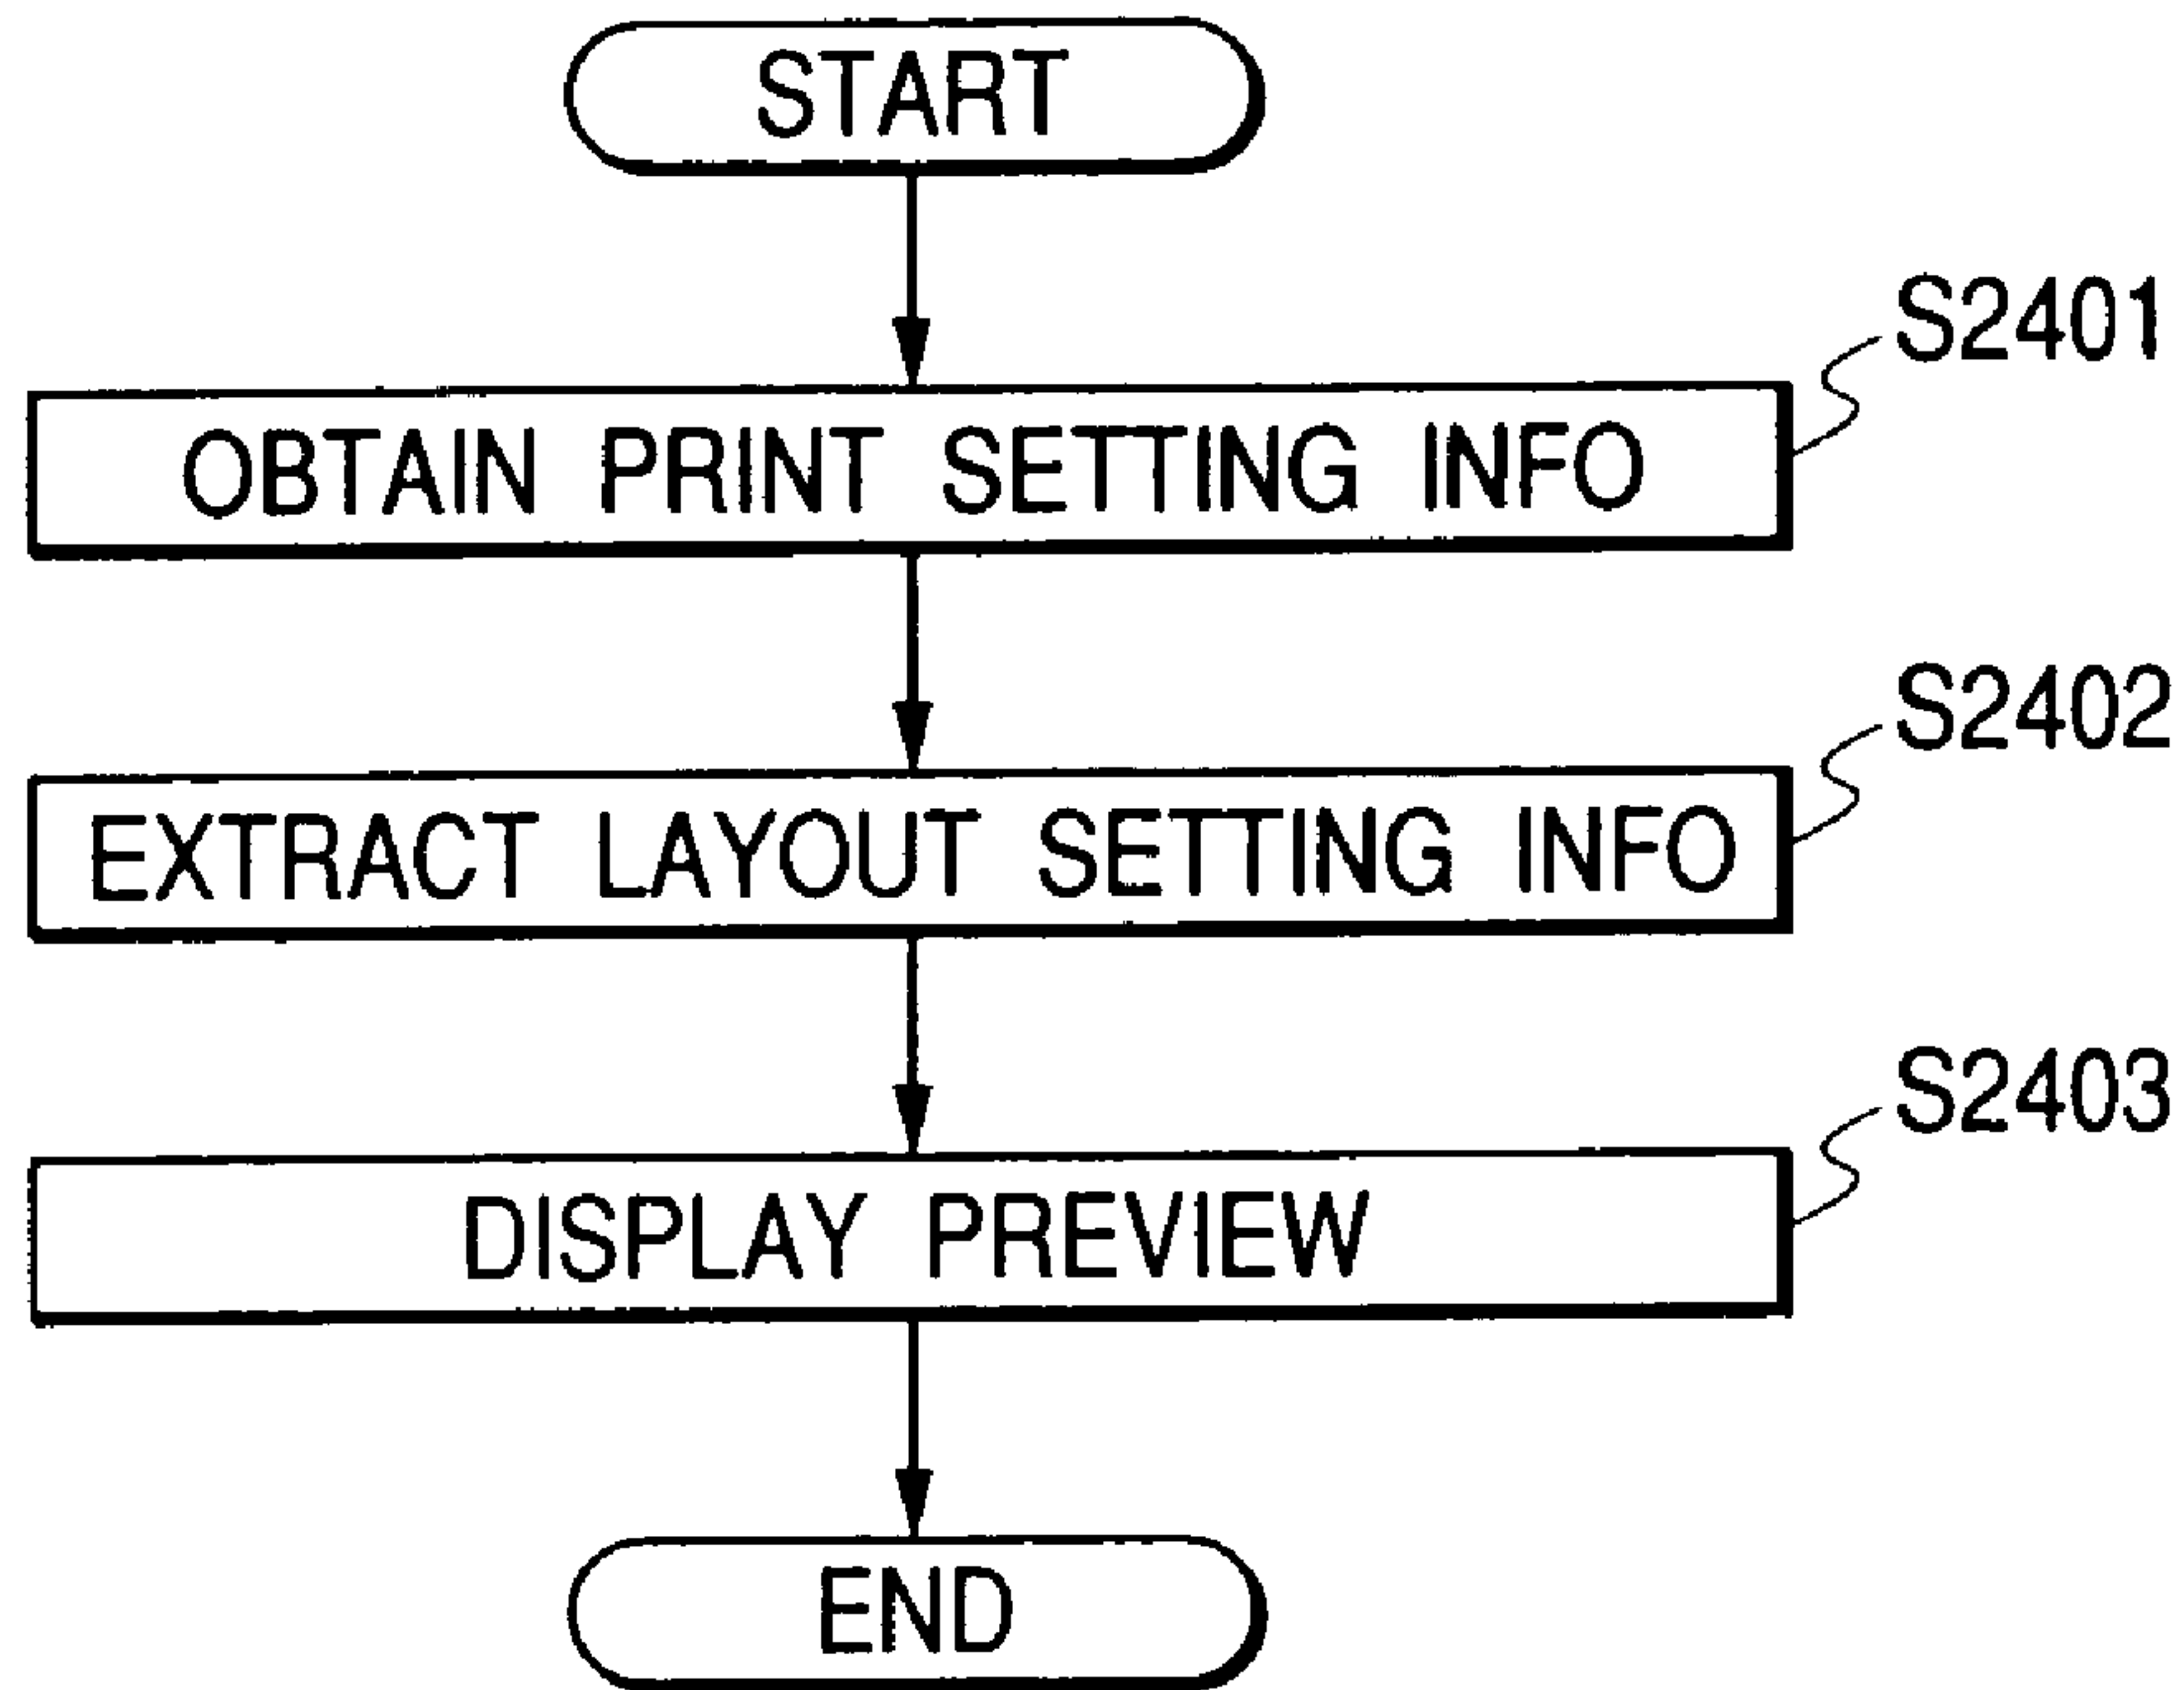 START
S2401
OBTAIN PRINT SETTING INFO
S2402
EXTRACT LAYOUT SETTING INFO
S2403
DISPLAY PREVIEW
END